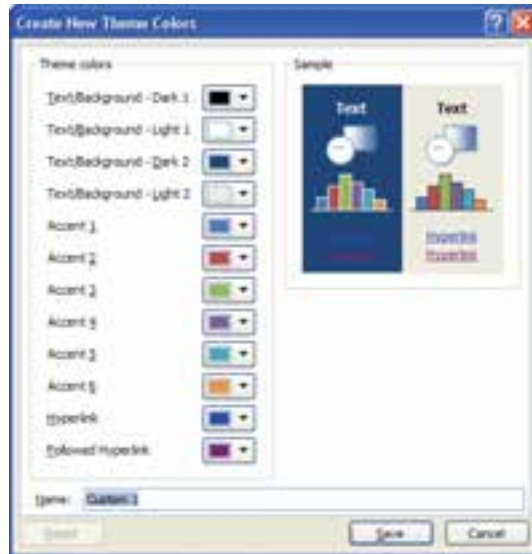 Create New Theme Colors
Theme colors
Text/Background - Dark 1
Text/Background - Light 1
Text/Background - Dark 2
Text/Background - Light 2
Accent 1
Accent 2
Accent 3
Accent 4
Accent 5
Accent 6
Hyperlink
Followed Hyperlink
Sample
Text Text
Hyperlink
Hyperlink
Name: Custom 1
Reset Save Cancel